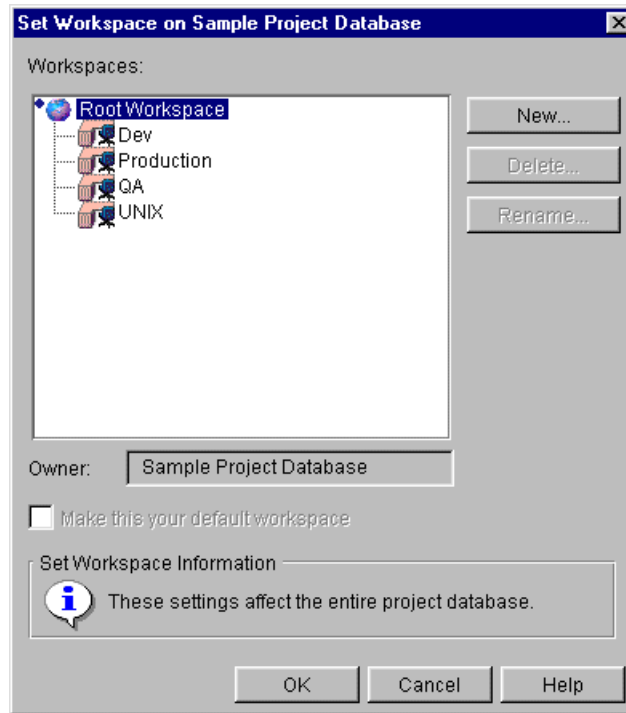 Set Workspace on Sample Project Database
Workspaces:
Root Workspace
Dev
Production
QA
UNIX
New...
Delete...
Rename...
Owner: Sample Project Database
Make this your default workspace
Set Workspace Information
These settings affect the entire project database.
OK Cancel Help